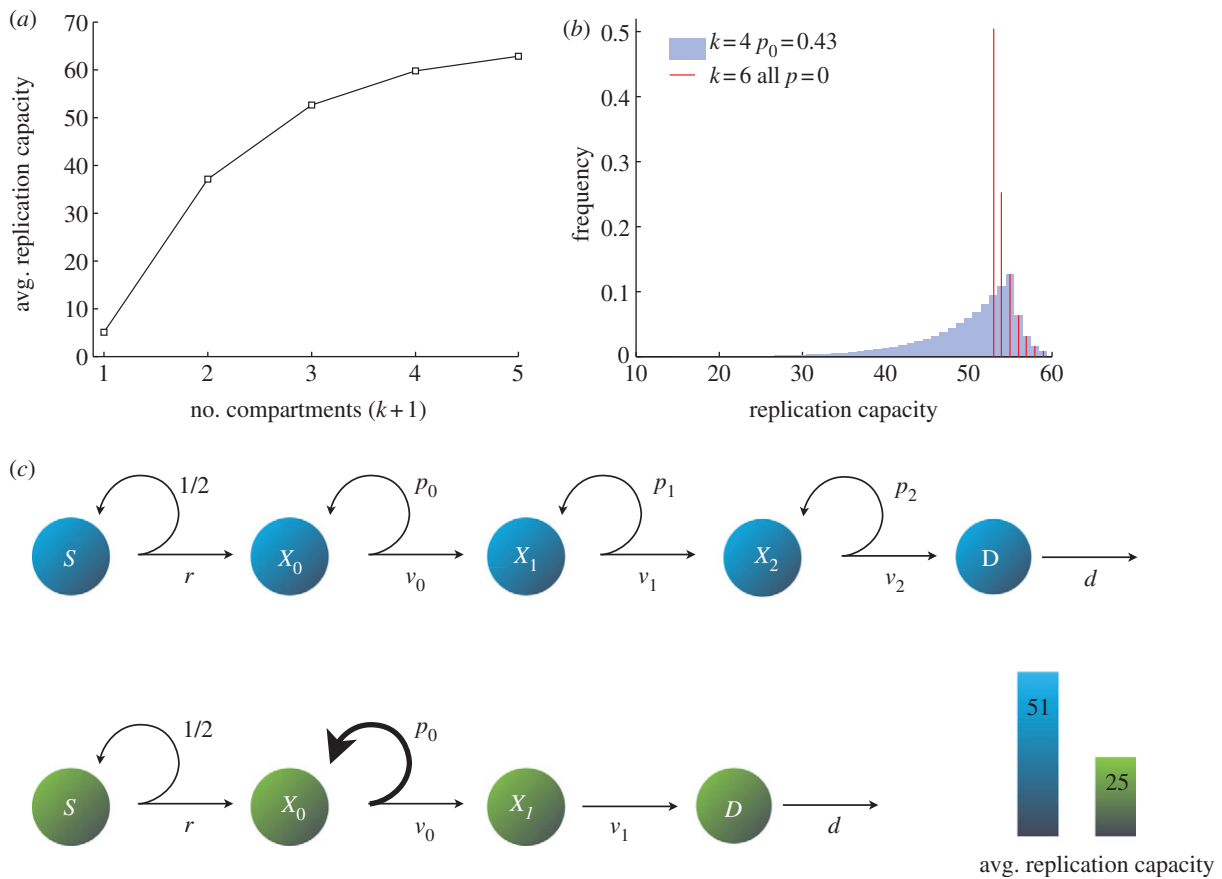 (a)
70
60
50
40
30
20
10
0
avg. replication capacity
1 2 3 4 5
no. compartments (k+1)
(b)
0.5
0.4
0.3
0.2
0.1
0
frequency
k=4 p0=0.43
k=6 all p=0
10 20 30 40 50 60
replication capacity
(c)
1/2 p0 p1 p2
S X0 X1 X2 D
r v0 v1 v2 d
1/2 p0
S X0 X1 D
r v0 v1 d
51
25
avg. replication capacity